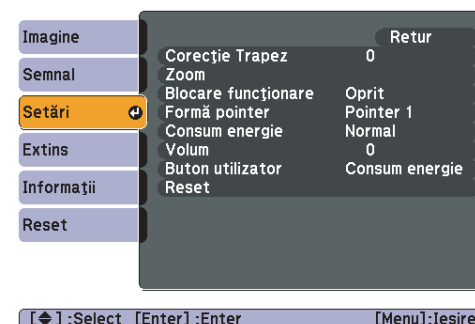 Imagine
Semnal
Setări
Extins
Informaţii
Reset
Retur
Corecţie Trapez 0
Zoom
Blocare funcţionare Oprit
Formă pointer Pointer 1
Consum energie Normal
Volum 0
Buton utilizator Consum energie
Reset
[ ] :Select [Enter] :Enter [Menu]:Ieşire